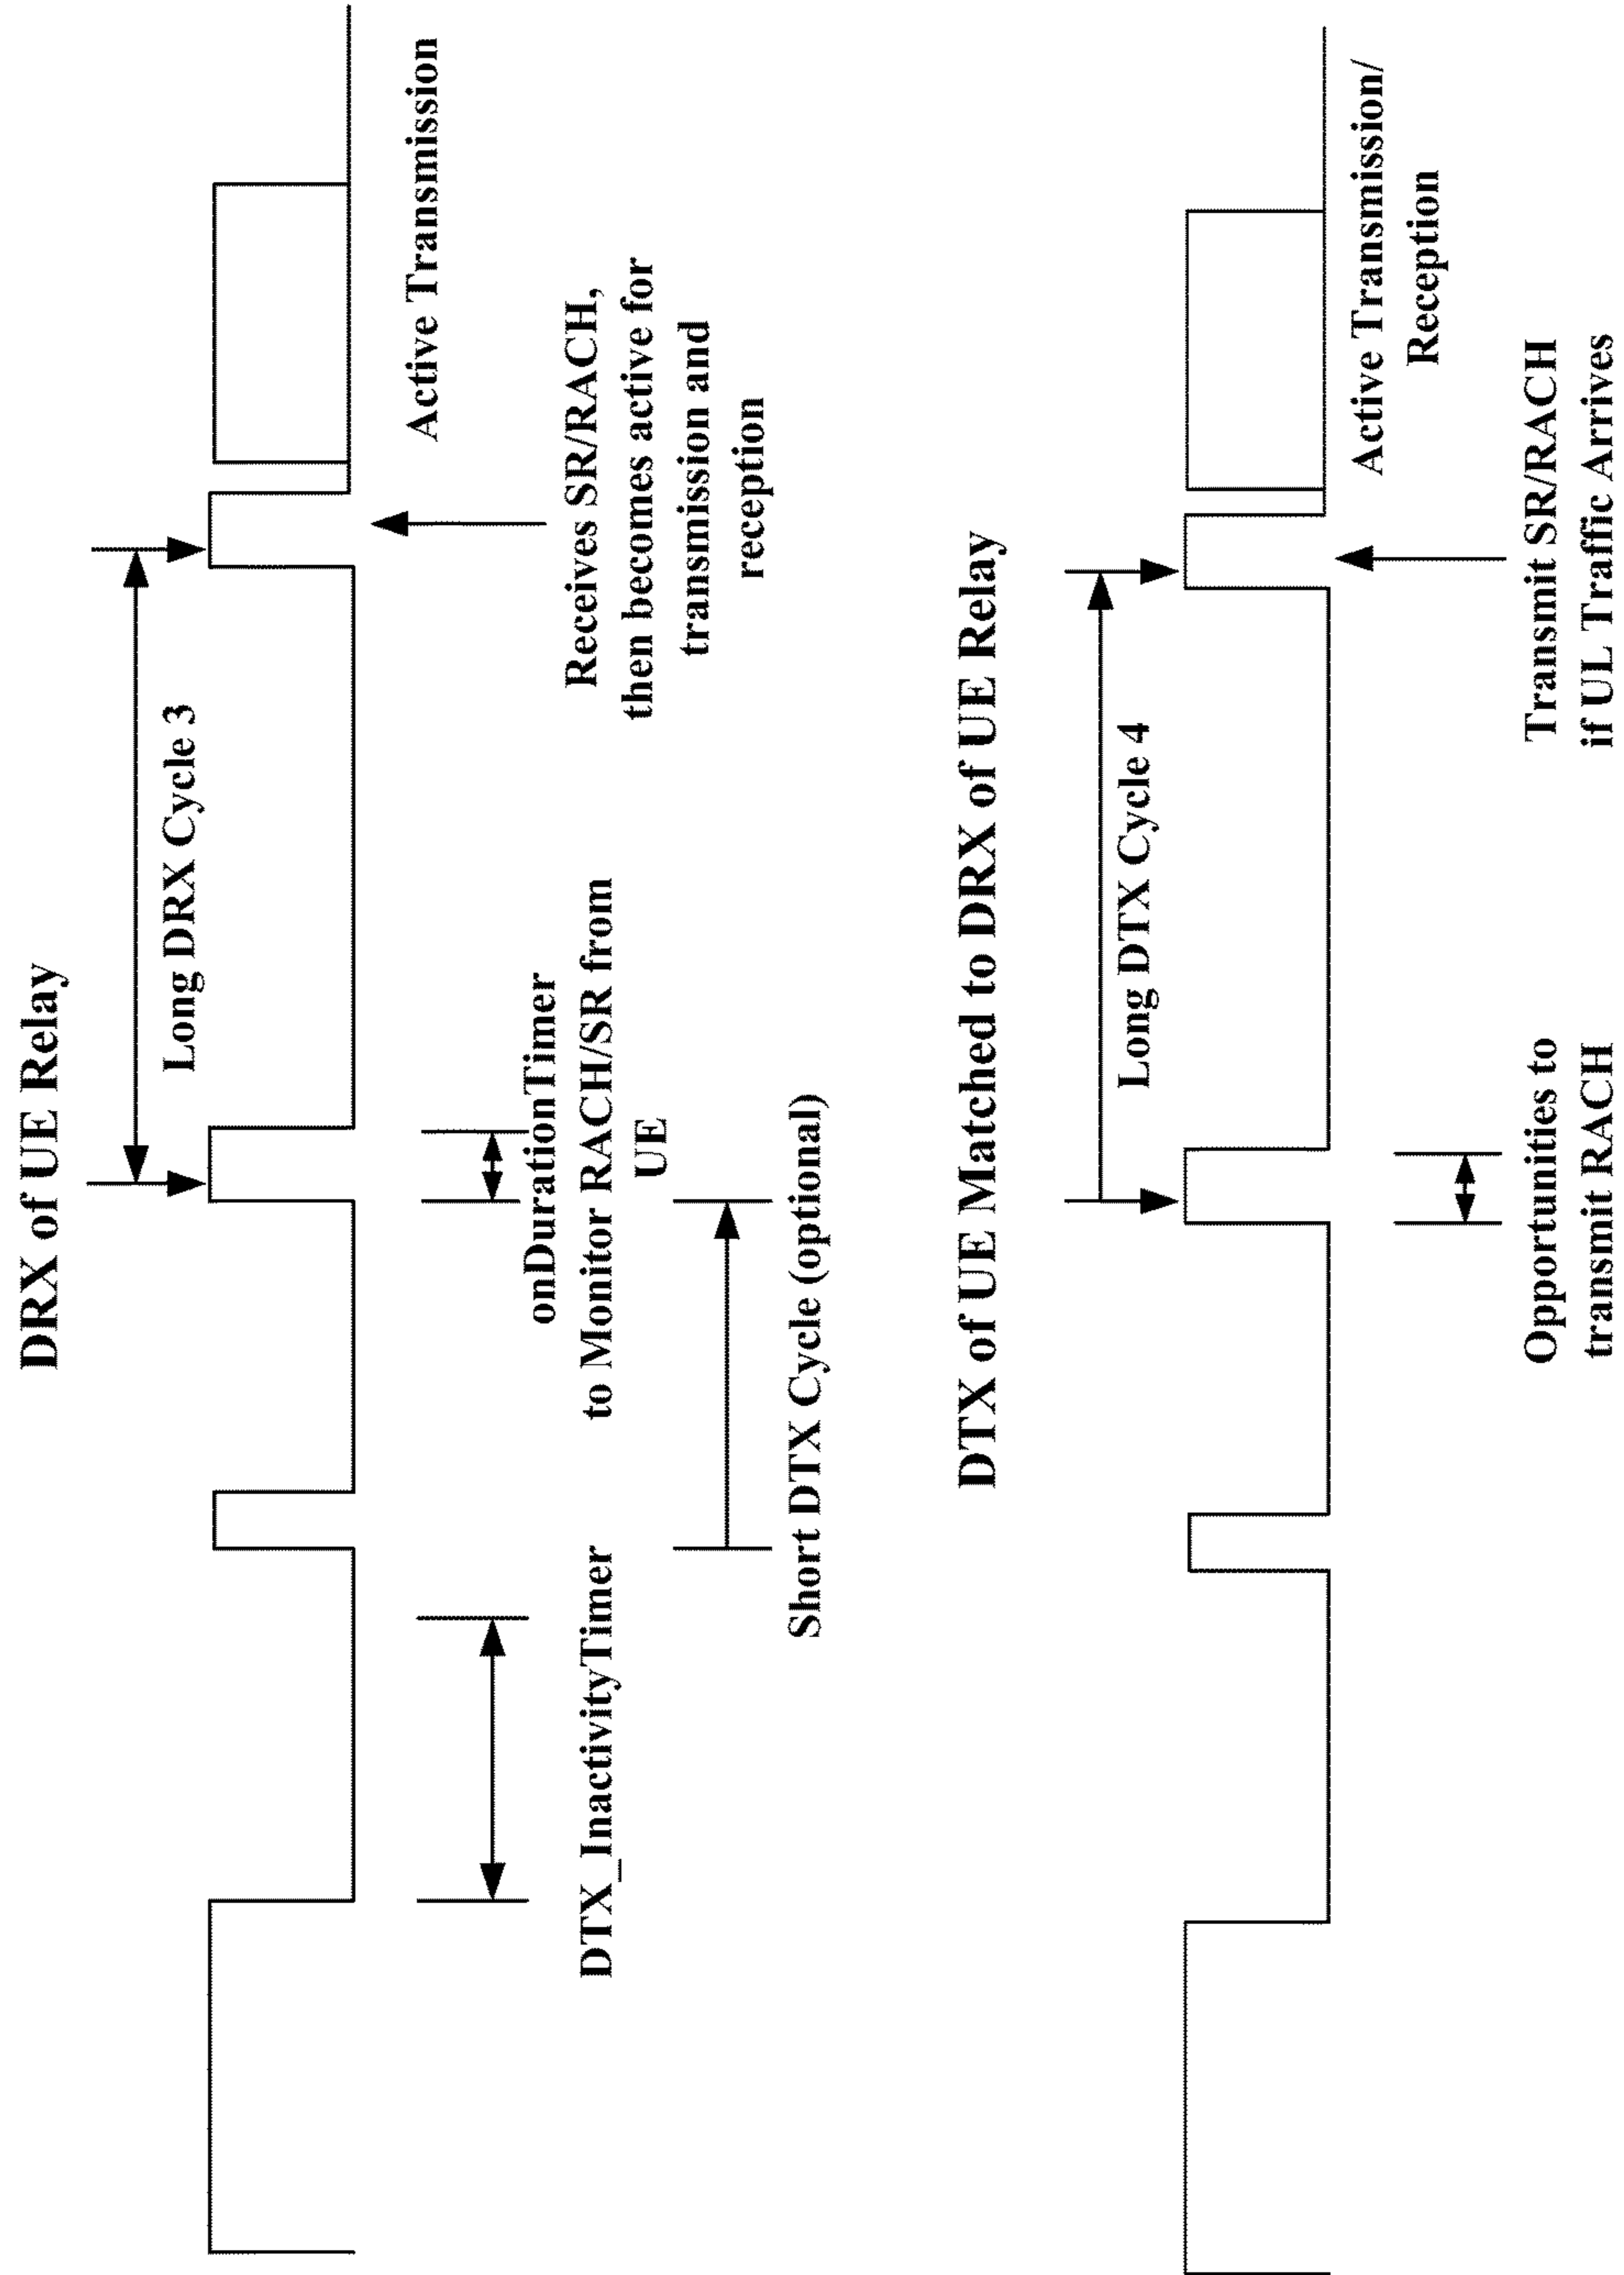 DRX of UE Relay
Long DRX Cycle 3
DTX_InactivityTimer
onDurationTimer
to Monitor RACH/SR from
UE
Short DTX Cycle (optional)
Active Transmission
Receives SR/RACH,
then becomes active for
transmission and
reception
DTX of UE Matched to DRX of UE Relay
Long DTX Cycle 4
Opportunities to
transmit RACH
Active Transmission/
Reception
Transmit SR/RACH
if UL Traffic Arrives